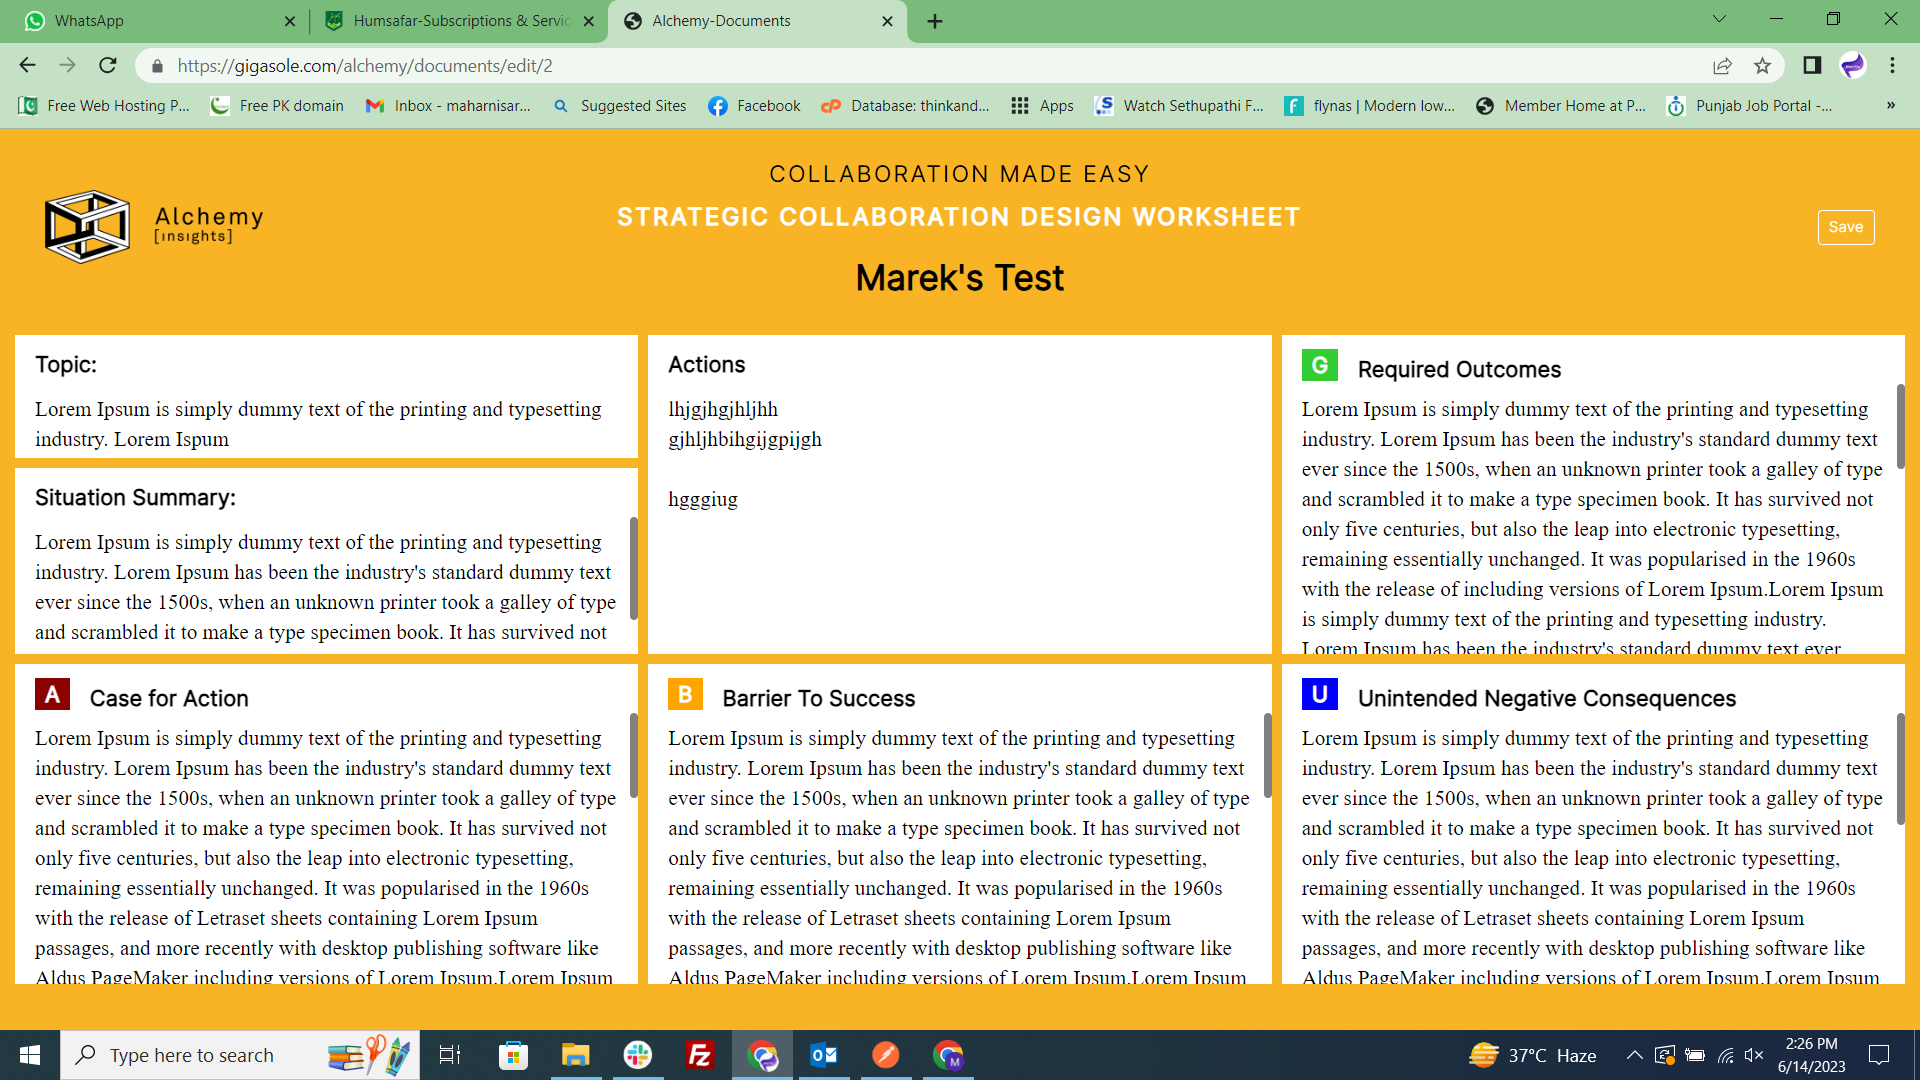 WhatsApp
Humsafar-Subscriptions & Servic
Alchemy-Documents
https://gigasole.com/alchemy/documents/edit/2
Free Web Hosting P...
Free PK domain
Inbox - maharnisar...
Suggested Sites
Facebook
Database: thinkand...
Apps
Watch Sethupathi F...
flynas | Modern low...
Member Home at P...
Punjab Job Portal -...
»
COLLABORATION MADE EASY
STRATEGIC COLLABORATION DESIGN WORKSHEET
Marek's Test
Alchemy
[insights]
Save
Topic:
Lorem Ipsum is simply dummy text of the printing and typesetting
industry. Lorem Ispum
Situation Summary:
Lorem Ipsum is simply dummy text of the printing and typesetting
industry. Lorem Ipsum has been the industry's standard dummy text
ever since the 1500s, when an unknown printer took a galley of type
and scrambled it to make a type specimen book. It has survived not
Actions
lhjgjhgjhljhh
gjhljhbihgijgpijgh
hgggiug
G Required Outcomes
Lorem Ipsum is simply dummy text of the printing and typesetting
industry. Lorem Ipsum has been the industry's standard dummy text
ever since the 1500s, when an unknown printer took a galley of type
and scrambled it to make a type specimen book. It has survived not
only five centuries, but also the leap into electronic typesetting,
remaining essentially unchanged. It was popularised in the 1960s
with the release of including versions of Lorem Ipsum.Lorem Ipsum
is simply dummy text of the printing and typesetting industry.
Lorem Ipsum has been the industry's standard dummy text ever
A Case for Action
Lorem Ipsum is simply dummy text of the printing and typesetting
industry. Lorem Ipsum has been the industry's standard dummy text
ever since the 1500s, when an unknown printer took a galley of type
and scrambled it to make a type specimen book. It has survived not
only five centuries, but also the leap into electronic typesetting,
remaining essentially unchanged. It was popularised in the 1960s
with the release of Letraset sheets containing Lorem Ipsum
passages, and more recently with desktop publishing software like
Aldus PageMaker including versions of Lorem Ipsum.Lorem Ipsum
B Barrier To Success
Lorem Ipsum is simply dummy text of the printing and typesetting
industry. Lorem Ipsum has been the industry's standard dummy text
ever since the 1500s, when an unknown printer took a galley of type
and scrambled it to make a type specimen book. It has survived not
only five centuries, but also the leap into electronic typesetting,
remaining essentially unchanged. It was popularised in the 1960s
with the release of Letraset sheets containing Lorem Ipsum
passages, and more recently with desktop publishing software like
Aldus PageMaker including versions of Lorem Ipsum.Lorem Ipsum
U Unintended Negative Consequences
Lorem Ipsum is simply dummy text of the printing and typesetting
industry. Lorem Ipsum has been the industry's standard dummy text
ever since the 1500s, when an unknown printer took a galley of type
and scrambled it to make a type specimen book. It has survived not
only five centuries, but also the leap into electronic typesetting,
remaining essentially unchanged. It was popularised in the 1960s
with the release of Letraset sheets containing Lorem Ipsum
passages, and more recently with desktop publishing software like
Aldus PageMaker including versions of Lorem Ipsum.Lorem Ipsum
Type here to search
37°C Haze
2:26 PM
6/14/2023